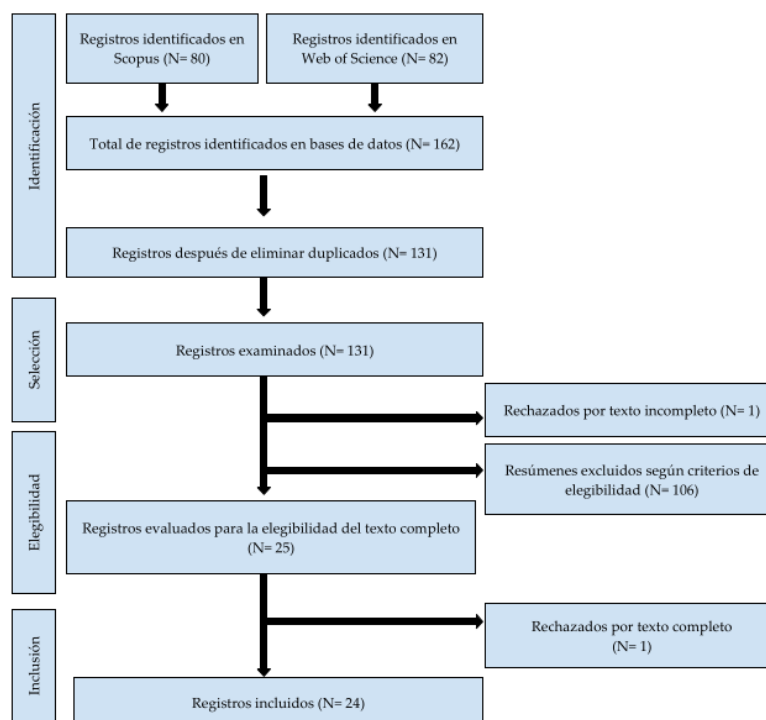 Identificación
Registros identificados en
Scopus (N= 80)
Registros identificados en
Web of Science (N= 82)
Total de registros identificados en bases de datos (N= 162)
Registros después de eliminar duplicados (N= 131)
Selección
Registros examinados (N= 131)
Rechazados por texto incompleto (N= 1)
Elegibilidad
Resúmenes excluidos según criterios de
elegibilidad (N= 106)
Registros evaluados para la elegibilidad del texto completo
(N= 25)
Inclusión
Rechazados por texto completo
(N= 1)
Registros incluidos (N= 24)